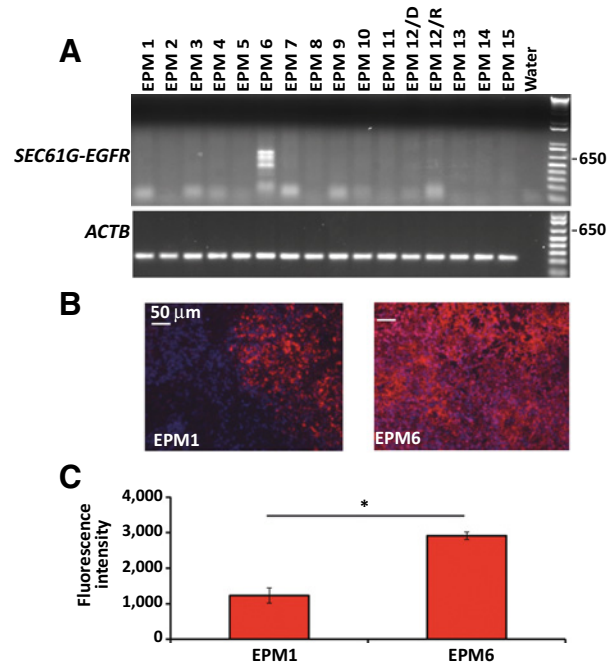 A
EPM 1
EPM 2
EPM 3
EPM 4
EPM 5
EPM 6
EPM 7
EPM 8
EPM 9
EPM 10
EPM 11
EPM 12/D
EPM 12/R
EPM 13
EPM 14
EPM 15
Water
SEC61G-EGFR
-650
ACTB
-650
B
50 μm
EPM1
EPM6
C
Fluorescence
intensity
4,000
3,000
2,000
1,000
0
*
EPM1
EPM6